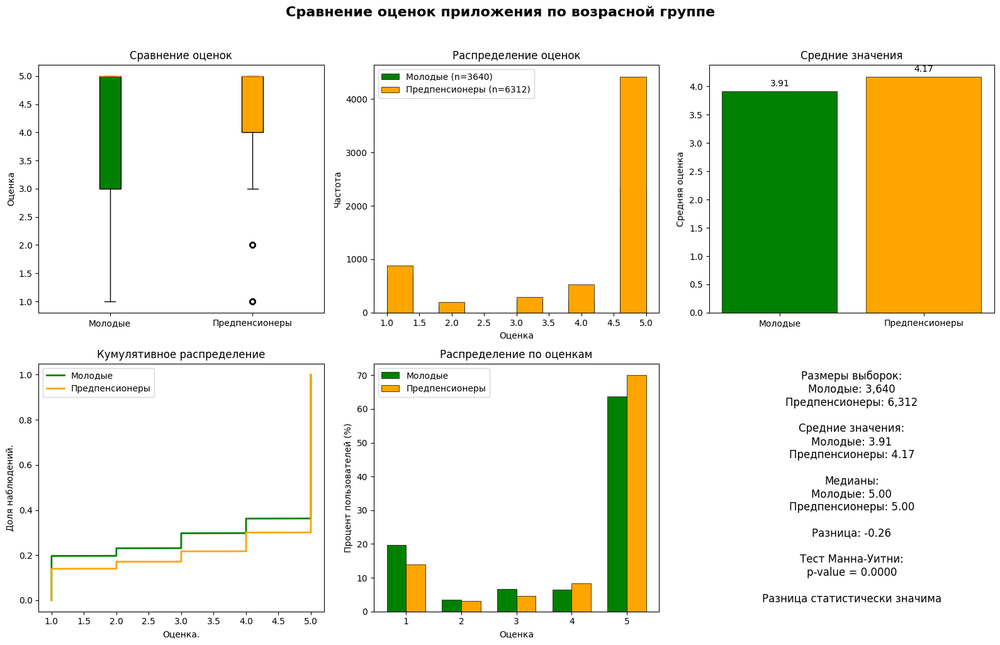 Сравнение оценок приложения по возрасной группе
Сравнение оценок
Оценка
5.0
4.5
4.0
3.5
3.0
2.5
2.0
1.5
1.0
Молодые
Предпенсионеры
Распределение оценок
Молодые (n=3640)
Предпенсионеры (n=6312)
Частота
4000
3000
2000
1000
0
1.0 1.5 2.0 2.5 3.0 3.5 4.0 4.5 5.0
Оценка
Средние значения
Средняя оценка
4.0
3.5
3.0
2.5
2.0
1.5
1.0
0.5
0.0
3.91
4.17
Молодые
Предпенсионеры
Кумулятивное распределение
Молодые
Предпенсионеры
Доля наблюдений.
1.0
0.8
0.6
0.4
0.2
0.0
1.0 1.5 2.0 2.5 3.0 3.5 4.0 4.5 5.0
Оценка.
Распределение по оценкам
Молодые
Предпенсионеры
Процент пользователей (%)
70
60
50
40
30
20
10
0
1 2 3 4 5
Оценка
Размеры выборок:
Молодые: 3,640
Предпенсионеры: 6,312
Средние значения:
Молодые: 3.91
Предпенсионеры: 4.17
Медианы:
Молодые: 5.00
Предпенсионеры: 5.00
Разница: -0.26
Тест Манна-Уитни:
p-value = 0.0000
Разница статистически значима